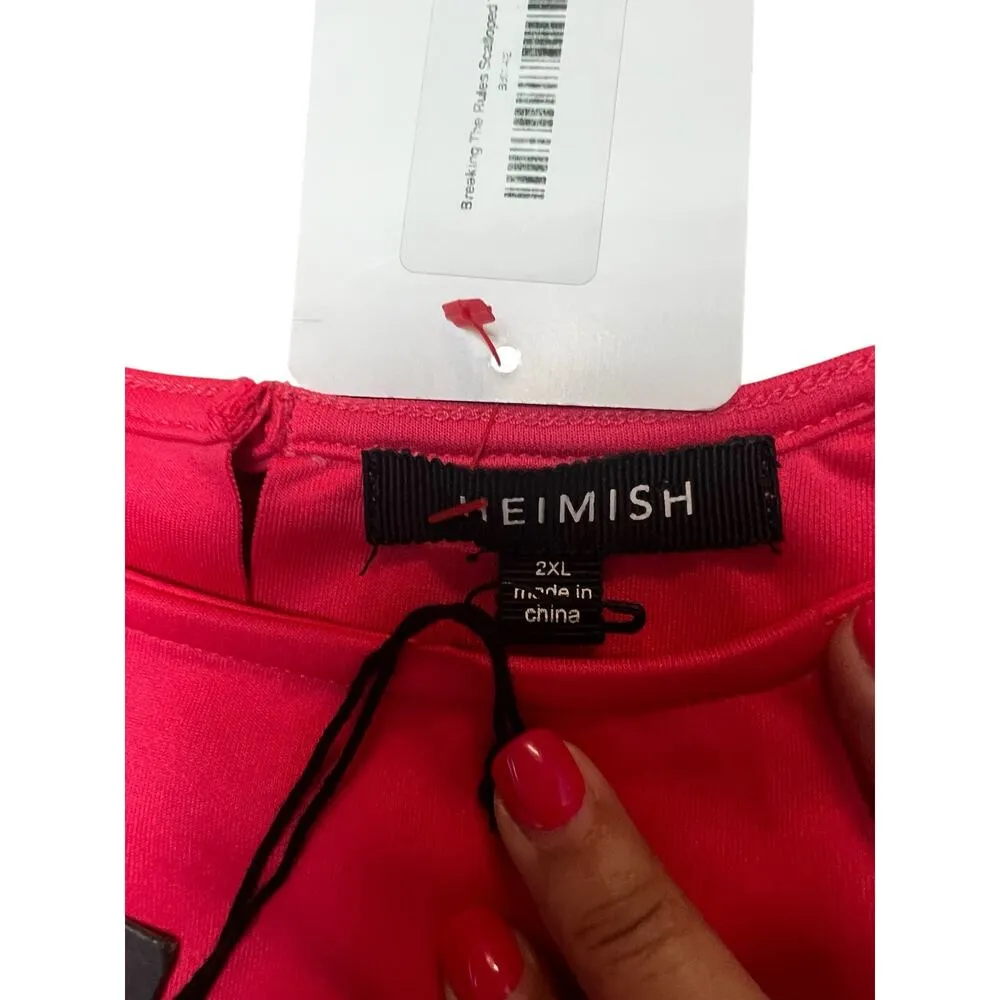 Breaking The Rules Scalloped
HEIMISH
2XL
made in
china